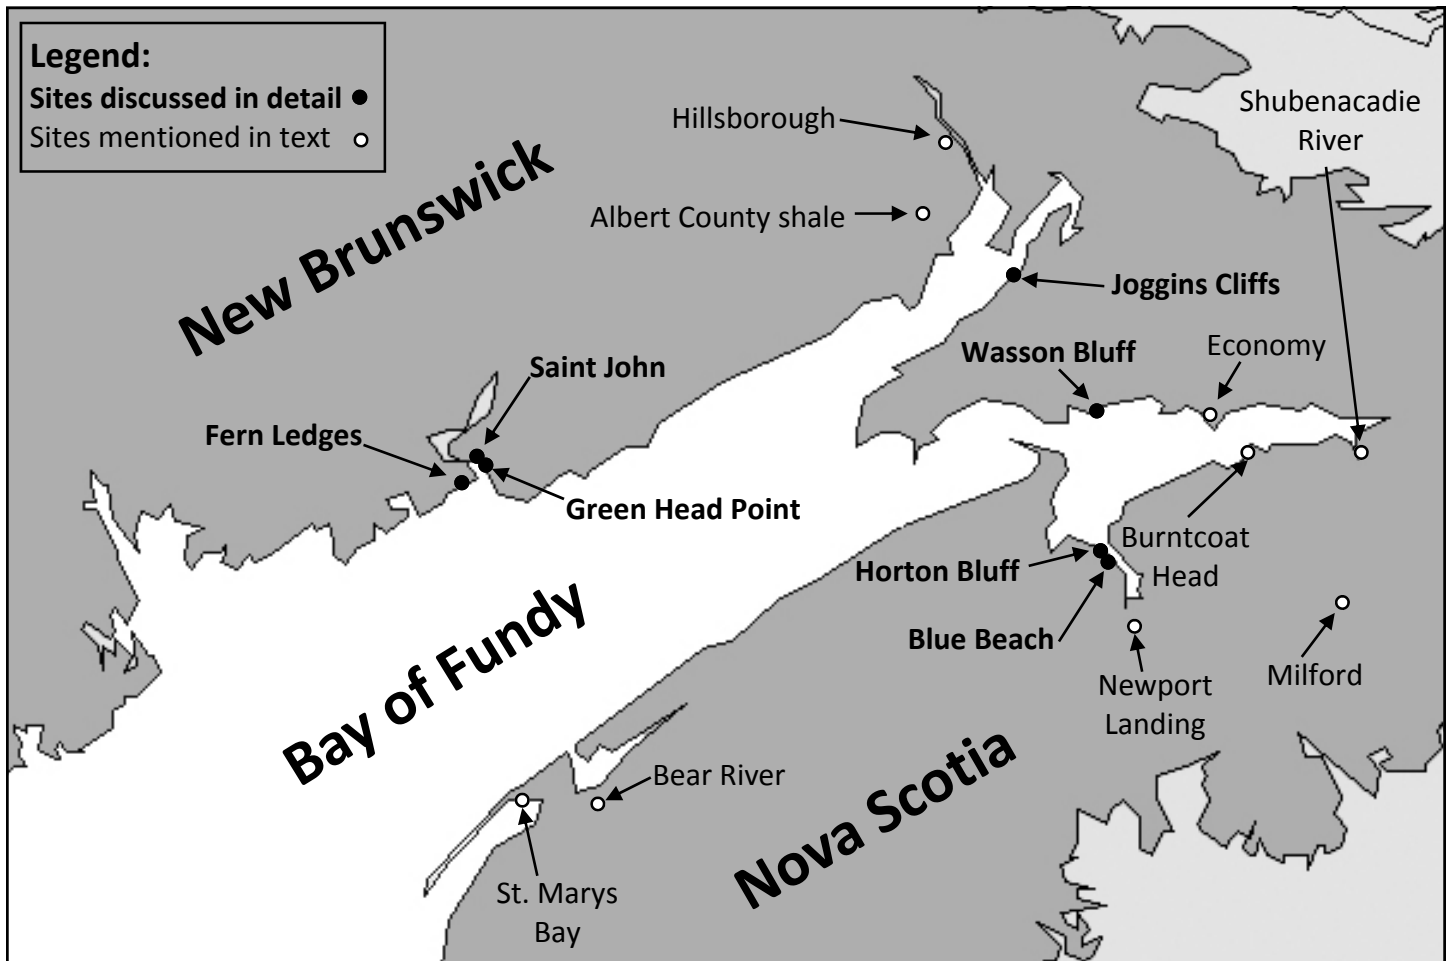 Legend:
Sites discussed in detail
Sites mentioned in text
Hillsborough
Shubenacadie
River
New Brunswick
Albert County shale
Joggins Cliffs
Wasson Bluff
Economy
Saint John
Fern Ledges
Green Head Point
Burntcoat
Head
Horton Bluff
Blue Beach
Bay of Fundy
Newport
Landing
Milford
Bear River
Nova Scotia
St. Marys
Bay